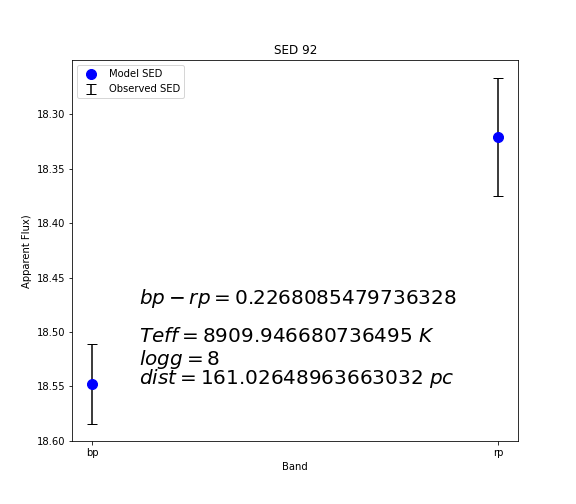 SED 92
Model SED
Observed SED
18.30
18.35
18.40
18.45
18.50
18.55
18.60
Apparent Flux)
bp − rp = 0.2268085479736328
Teff = 8909.946680736495 K
logg = 8
dist = 161.02648963663032 pc
bp
rp
Band